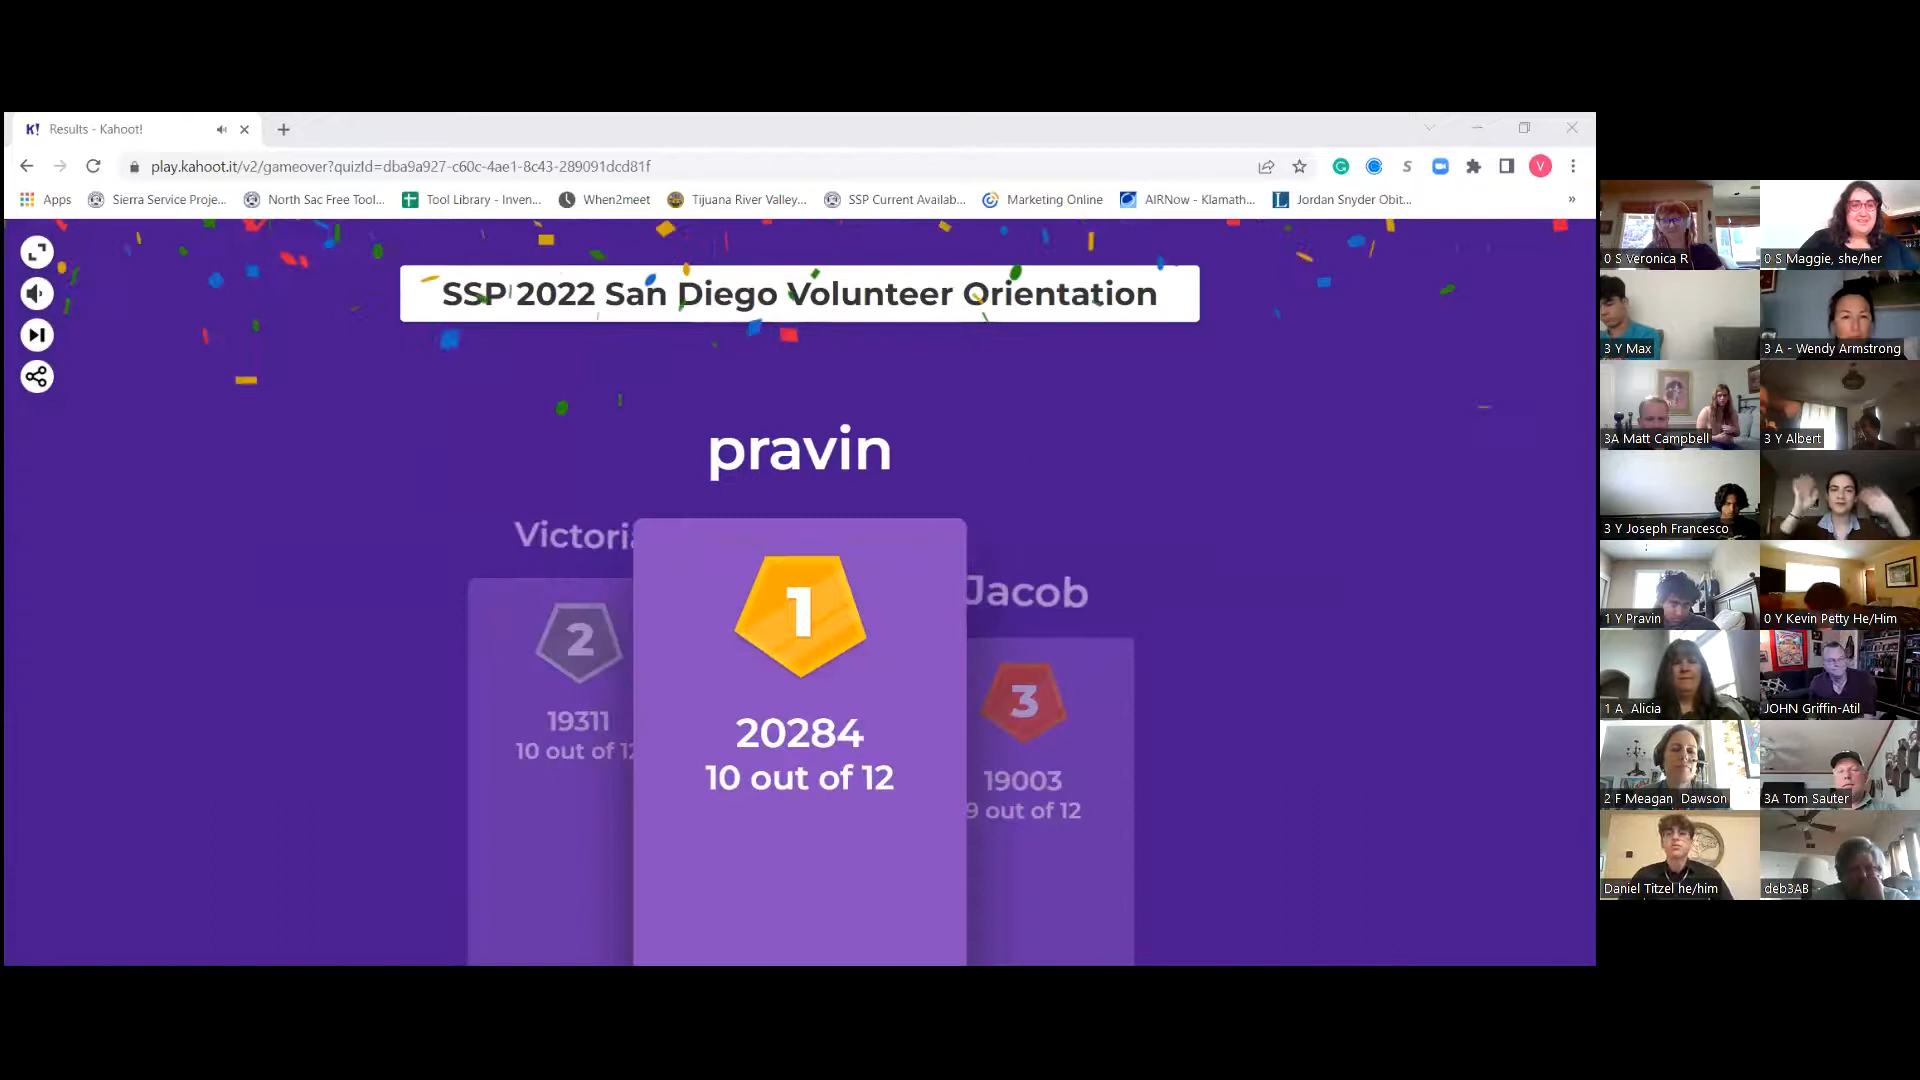 K! Results - Kahoot!
play.kahoot.it/v2/gameover?quizId=dba9a927-c60c-4ae1-8c43-289091dcd81f
V
Apps Sierra Service Proje... North Sac Free Tool... Tool Library - Inven... When2meet Tijuana River Valley... SSP Current Availab... Marketing Online AIRNow - Klamath... Jordan Snyder Obit... »
SSP 2022 San Diego Volunteer Orientation
pravin
Victoria
Jacob
1
2
3
20284
10 out of 12
19311
10 out of 12
19003
9 out of 12
0 S Veronica R
0 S Maggie, she/her
3 Y Max
3 A - Wendy Armstrong
3A Matt Campbell
3 Y Albert
3 Y Joseph Francesco
1 Y Pravin
0 Y Kevin Petty He/Him
1 A Alicia
JOHN Griffin-Atil
2 F Meagan Dawson
3A Tom Sauter
Daniel Titzel he/him
deb3AB